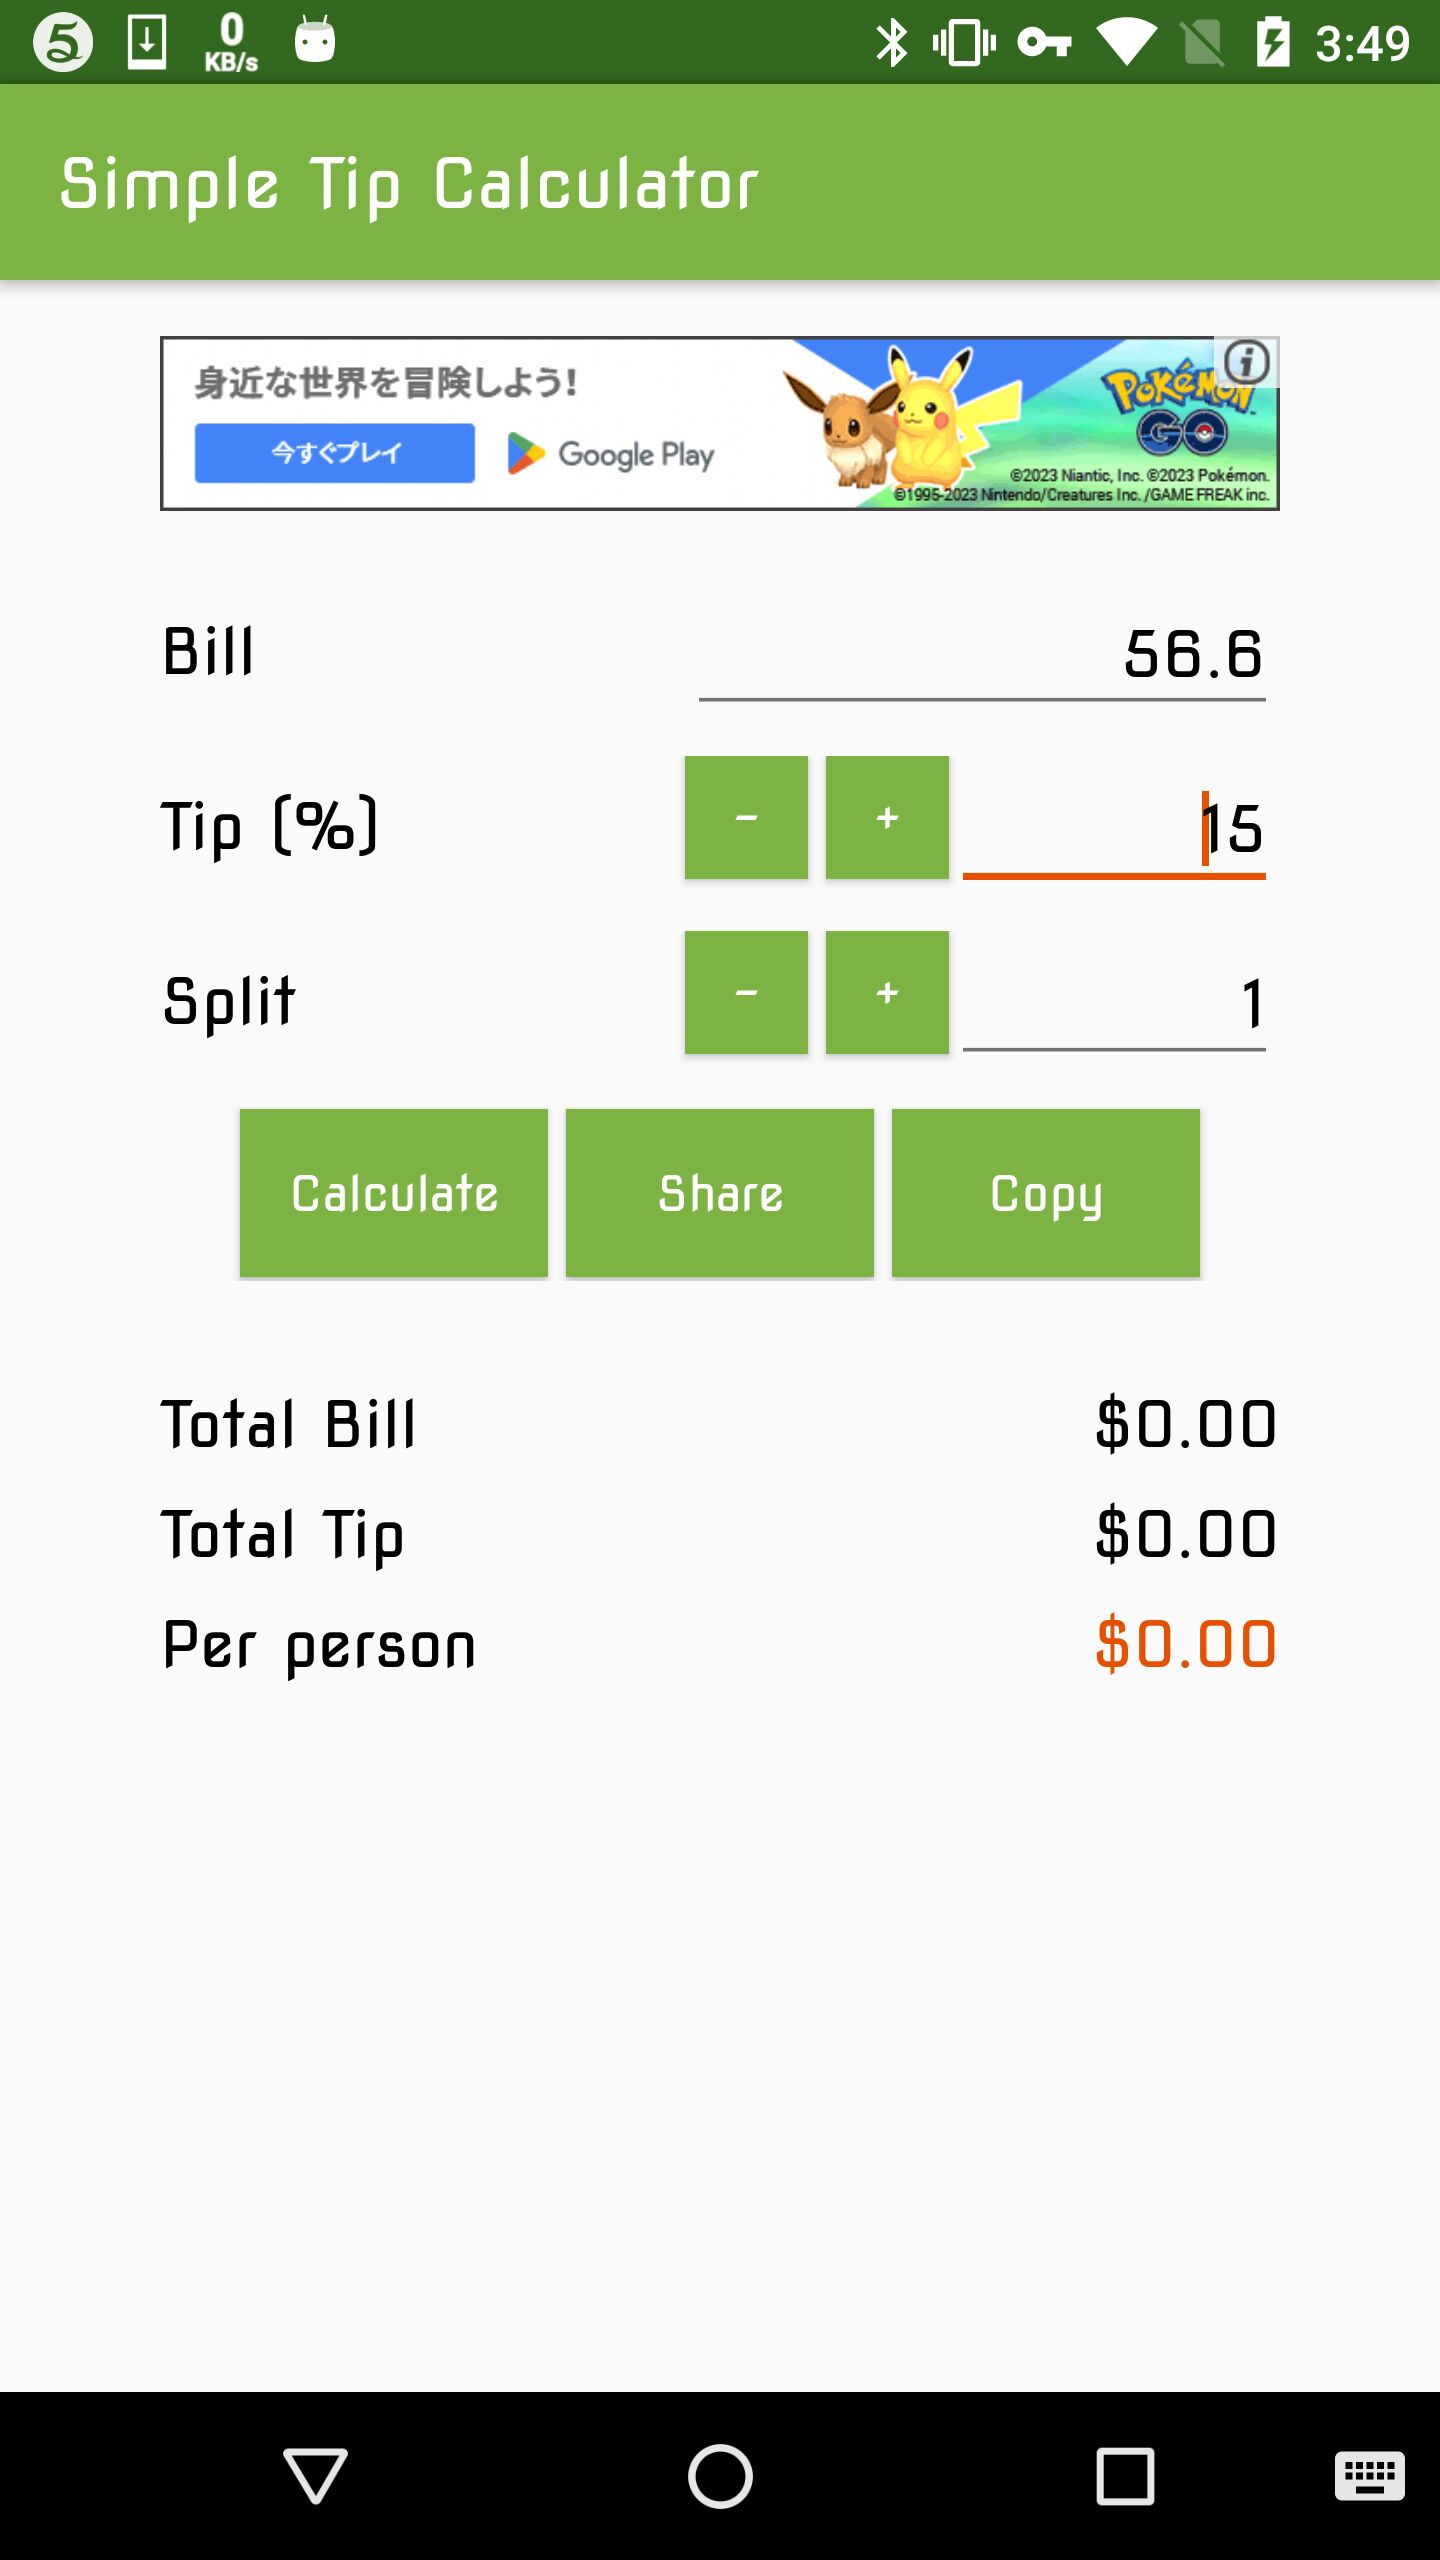 0
KB/s
3:49
Simple Tip Calculator
身近な世界を冒険しよう!
今すぐプレイ
Google Play
POKÉMON
GO
©2023 Niantic, Inc. ©2023 Pokémon.
©1995-2023 Nintendo/Creatures Inc. /GAME FREAK inc.
Bill
56.6
Tip (%)
-
+
15
Split
-
+
1
Calculate
Share
Copy
Total Bill
$0.00
Total Tip
$0.00
Per person
$0.00